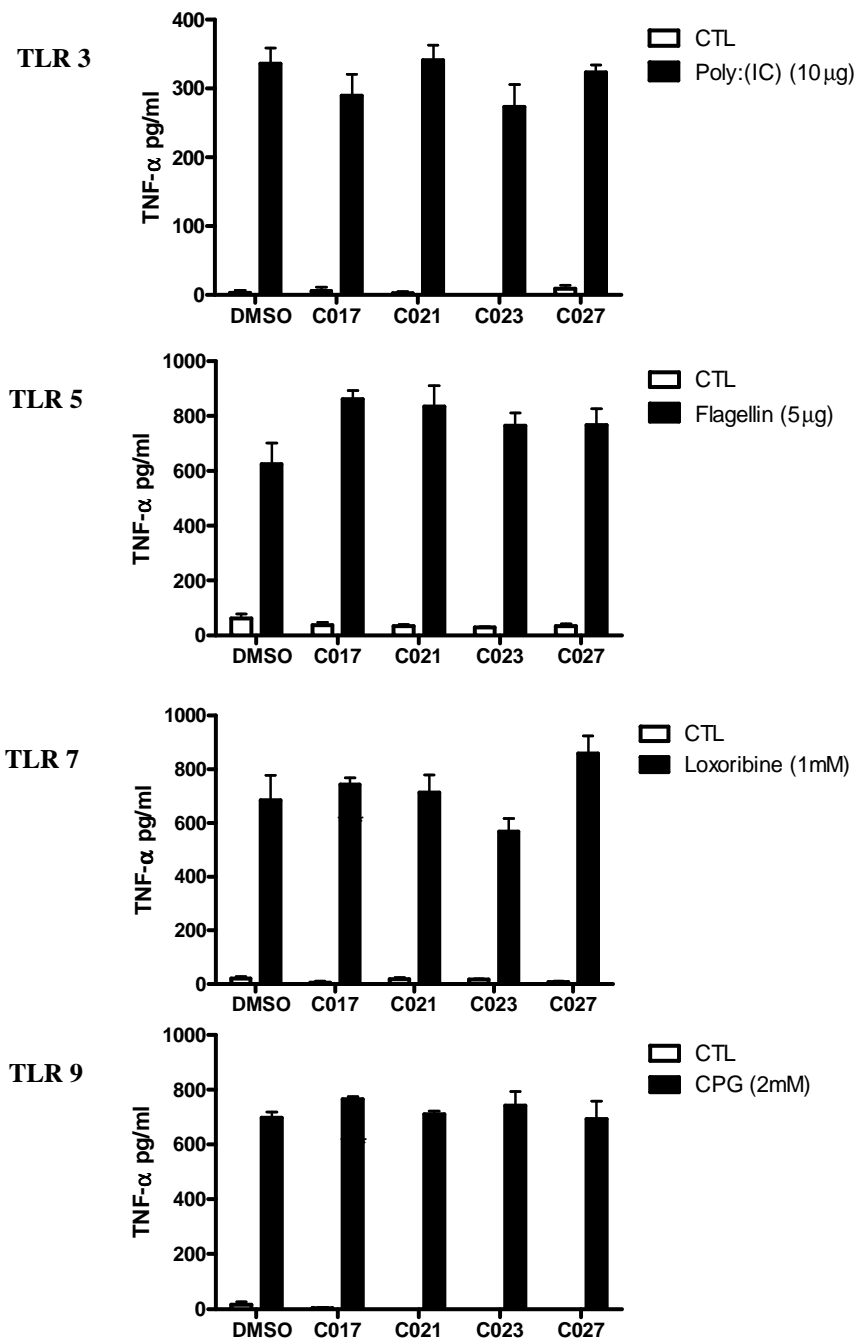 TLR 3
TNF-α pg/ml
400
300
200
100
0
DMSO C017 C021 C023 C027
CTL
Poly:(IC) (10μg)
TLR 5
TNF-α pg/ml
1000
800
600
400
200
0
DMSO C017 C021 C023 C027
CTL
Flagellin (5μg)
TLR 7
TNF-α pg/ml
1000
800
600
400
200
0
DMSO C017 C021 C023 C027
CTL
Loxoribine (1mM)
TLR 9
TNF-α pg/ml
1000
800
600
400
200
0
DMSO C017 C021 C023 C027
CTL
CPG (2mM)